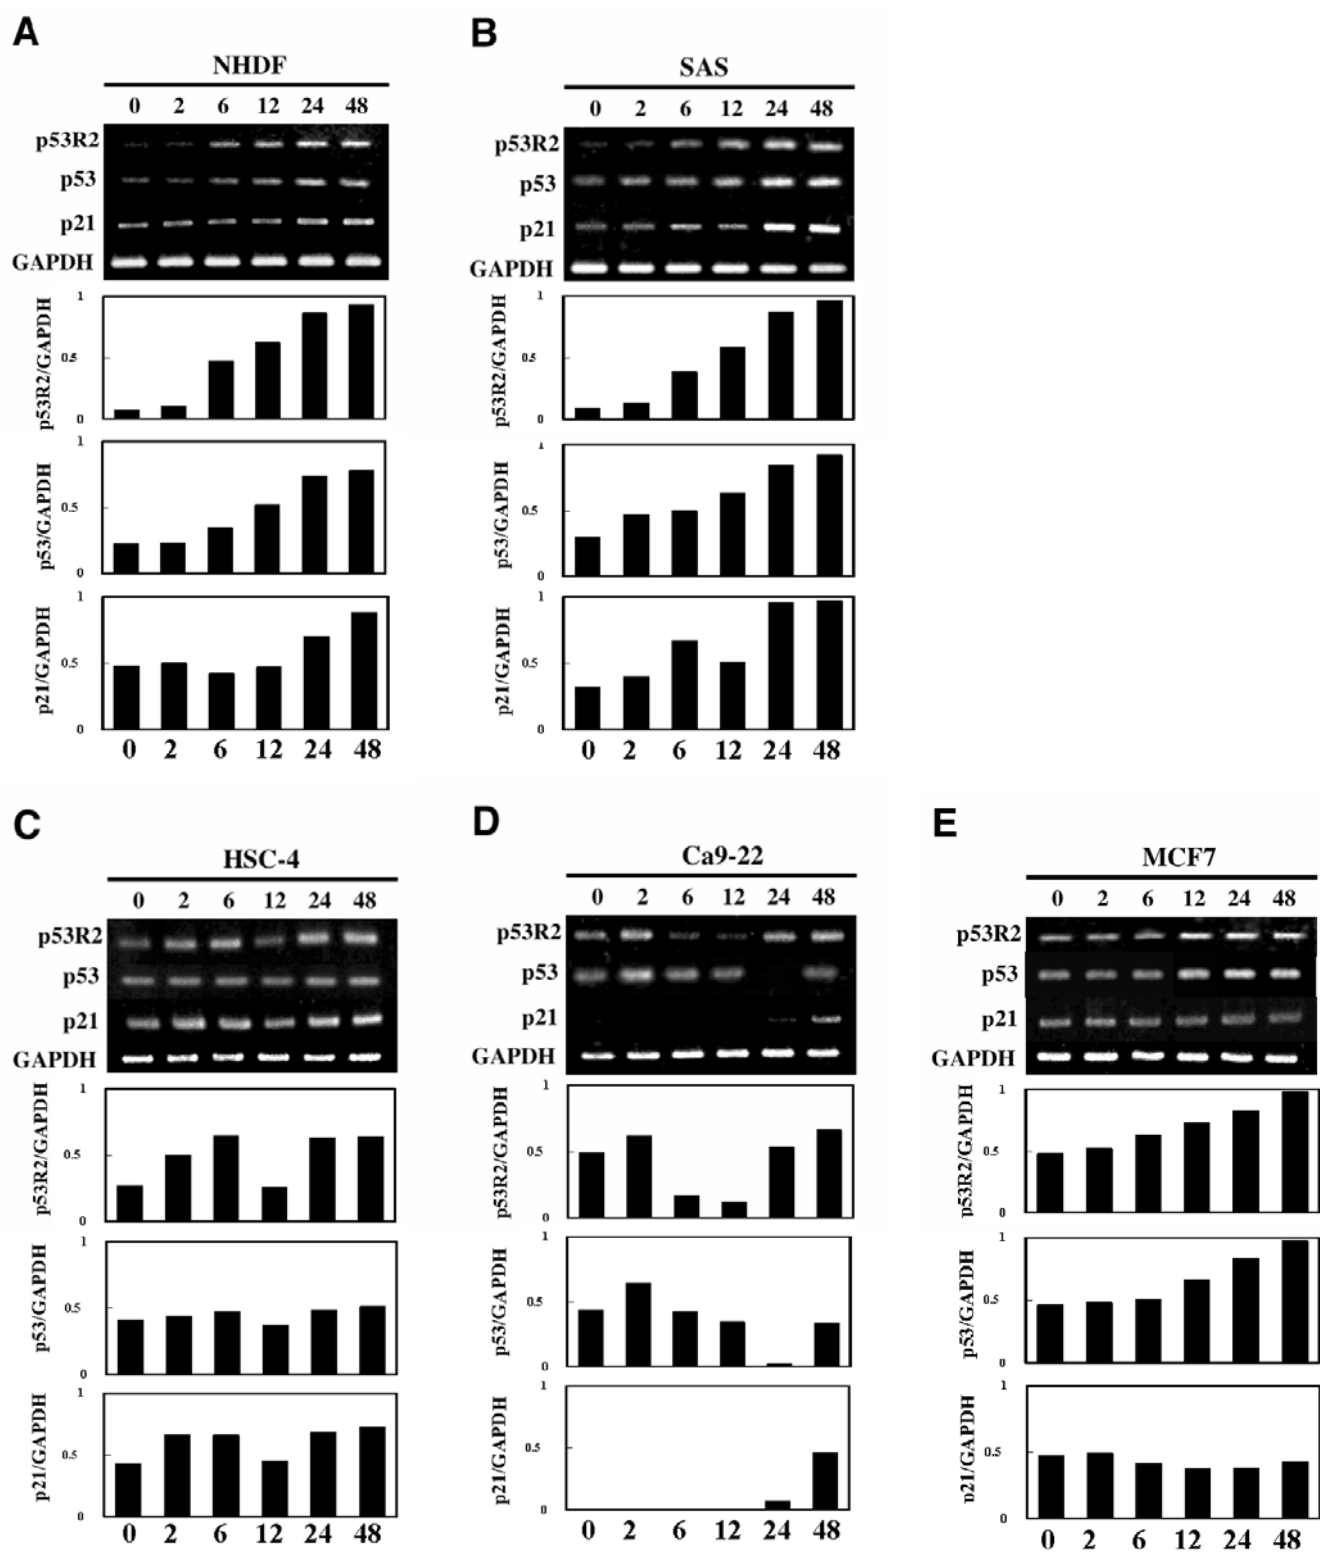 A
NHDF
0 2 6 12 24 48
p53R2
p53
p21
GAPDH
p53R2/GAPDH
1
0.5
0
p53/GAPDH
1
0.5
0
p21/GAPDH
1
0.5
0
0 2 6 12 24 48
B
SAS
0 2 6 12 24 48
p53R2
p53
p21
GAPDH
p53R2/GAPDH
1
0.5
0
p53/GAPDH
1
0.5
0
p21/GAPDH
1
0.5
0
0 2 6 12 24 48
C
HSC-4
0 2 6 12 24 48
p53R2
p53
p21
GAPDH
p53R2/GAPDH
1
0.5
0
p53/GAPDH
1
0.5
0
p21/GAPDH
1
0.5
0
0 2 6 12 24 48
D
Ca9-22
0 2 6 12 24 48
p53R2
p53
p21
GAPDH
p53R2/GAPDH
1
0.5
0
p53/GAPDH
1
0.5
0
p21/GAPDH
1
0.5
0
0 2 6 12 24 48
E
MCF7
0 2 6 12 24 48
p53R2
p53
p21
GAPDH
p53R2/GAPDH
1
0.5
0
p53/GAPDH
1
0.5
0
p21/GAPDH
1
0.5
0
0 2 6 12 24 48